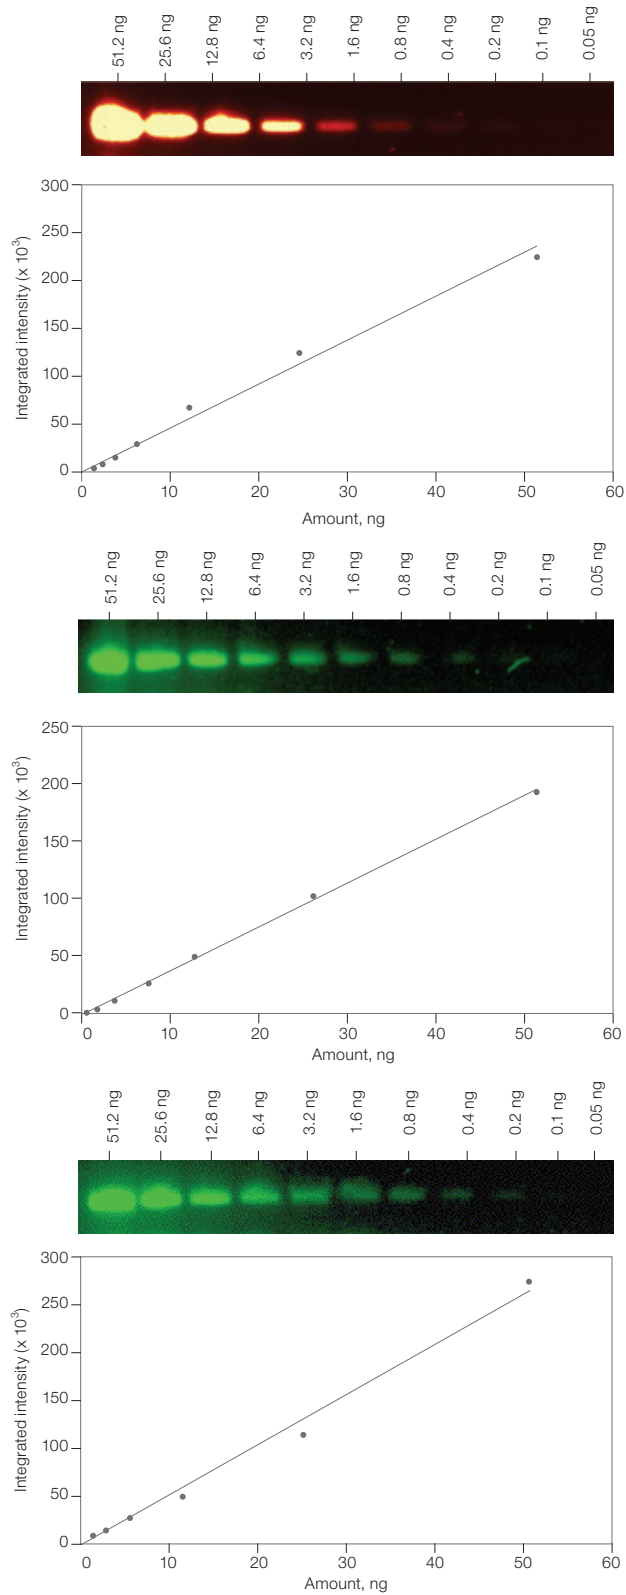 51.2 ng
25.6 ng
12.8 ng
6.4 ng
3.2 ng
1.6 ng
0.8 ng
0.4 ng
0.2 ng
0.1 ng
0.05 ng
300
250
200
150
100
50
0
Integrated intensity (x 10³)
0 10 20 30 40 50 60
Amount, ng
51.2 ng
25.6 ng
12.8 ng
6.4 ng
3.2 ng
1.6 ng
0.8 ng
0.4 ng
0.2 ng
0.1 ng
0.05 ng
250
200
150
100
50
0
Integrated intensity (x 10³)
0 10 20 30 40 50 60
Amount, ng
51.2 ng
25.6 ng
12.8 ng
6.4 ng
3.2 ng
1.6 ng
0.8 ng
0.4 ng
0.2 ng
0.1 ng
0.05 ng
300
250
200
150
100
50
0
Integrated intensity (x 10³)
0 10 20 30 40 50 60
Amount, ng